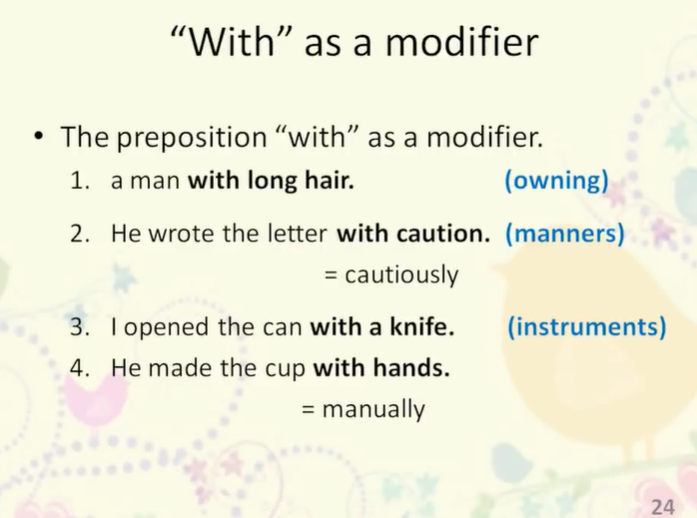 “With” as a modifier
• The preposition “with” as a modifier.
1. a man with long hair. (owning)
2. He wrote the letter with caution. (manners)
= cautiously
3. I opened the can with a knife. (instruments)
4. He made the cup with hands.
= manually
24